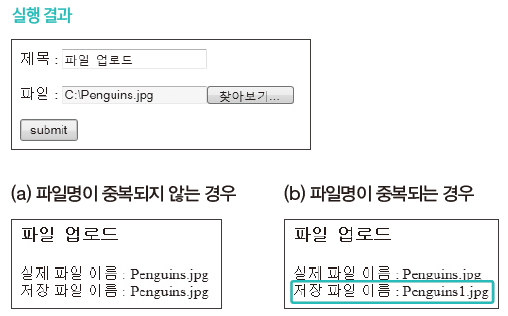 실행 결과
제목 : 파일 업로드
파일 : C:\Penguins.jpg 찾아보기...
submit
(a) 파일명이 중복되지 않는 경우
파일 업로드
실제 파일 이름 : Penguins.jpg
저장 파일 이름 : Penguins.jpg
(b) 파일명이 중복되는 경우
파일 업로드
실제 파일 이름 : Penguins.jpg
저장 파일 이름 : Penguins1.jpg